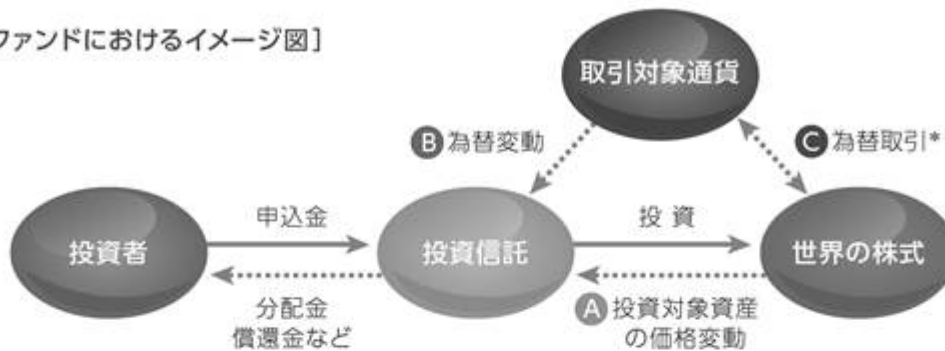 ファンドにおけるイメージ図]
取引対象通貨
B 為替変動
C 為替取引*
投資者
申込金
投資信託
投 資
世界の株式
分配金
償還金など
A 投資対象資産
の価格変動